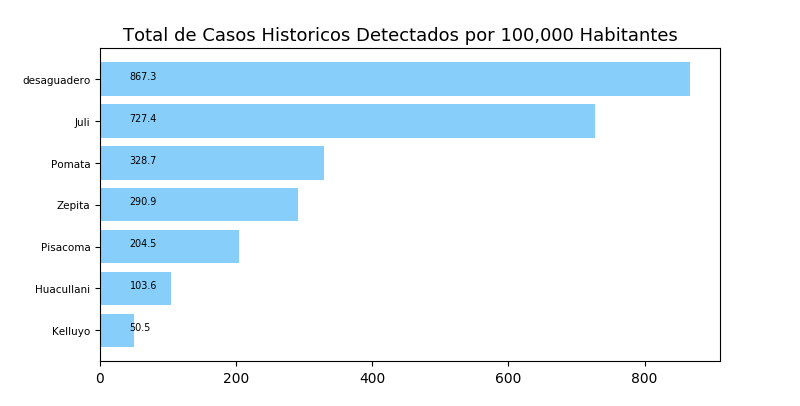 Total de Casos Historicos Detectados por 100,000 Habitantes
desaguadero 867.3
Juli 727.4
Pomata 328.7
Zepita 290.9
Pisacoma 204.5
Huacullani 103.6
Kelluyo 50.5
0 200 400 600 800